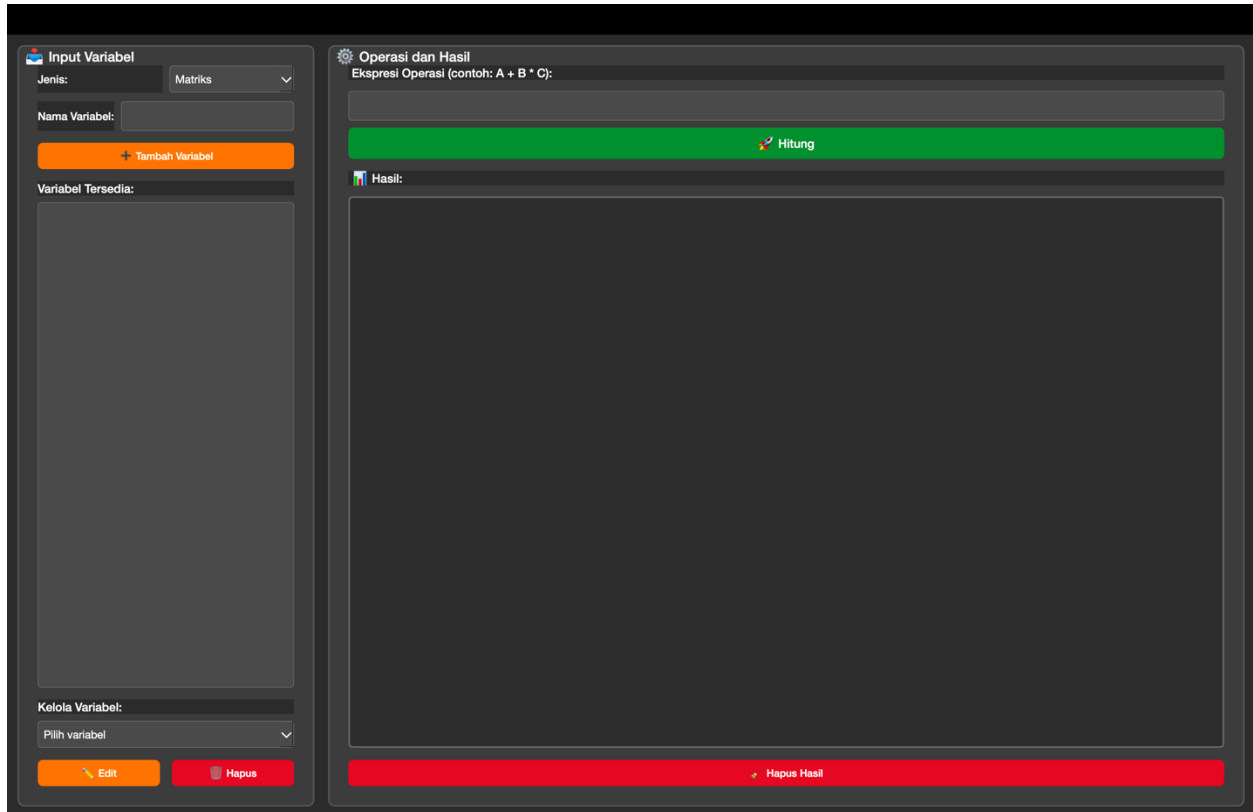 Input Variabel
Jenis:
Matriks
Nama Variabel:
+ Tambah Variabel
Variabel Tersedia:
Kelola Variabel:
Pilih variabel
Edit
Hapus
Operasi dan Hasil
Ekspresi Operasi (contoh: A + B * C):
Hitung
Hasil:
Hapus Hasil